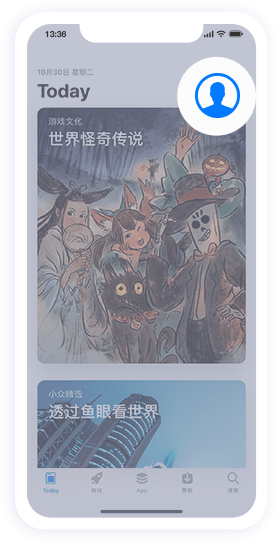 13:36
10月30日 星期二
Today
游戏文化
世界怪奇传说
小众精选
透过鱼眼看世界
Today
游戏
App
更新
搜索